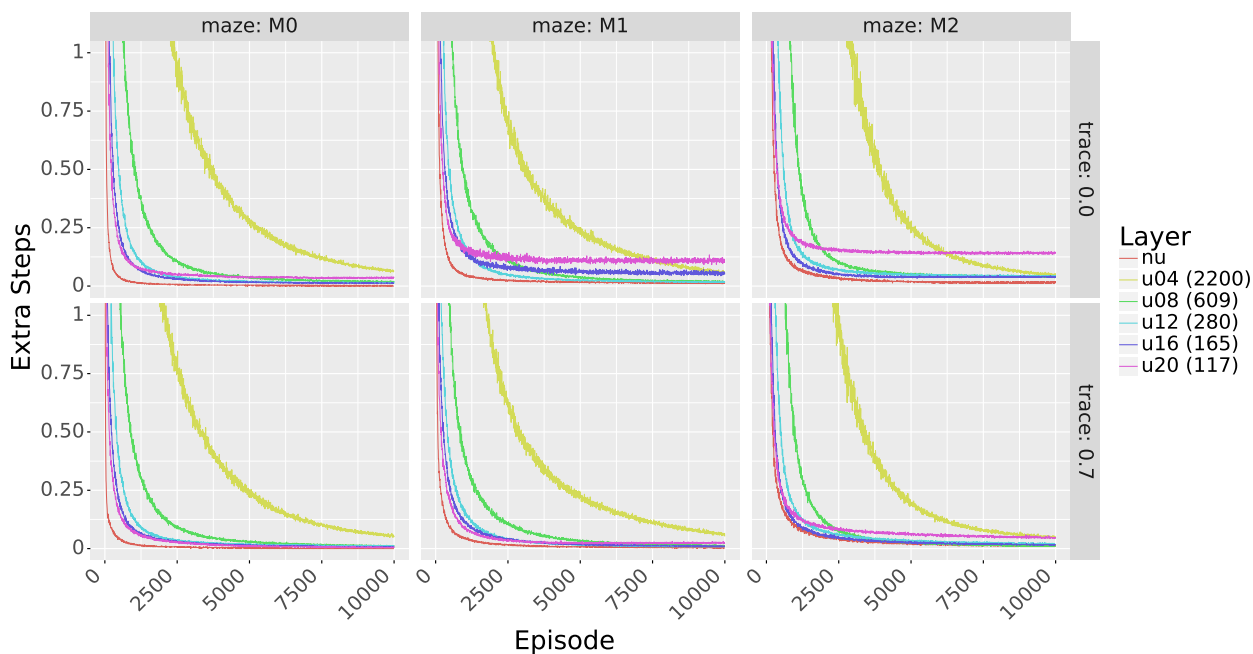 maze: M0
maze: M1
maze: M2
trace: 0.0
trace: 0.7
Extra Steps
1
0.75
0.50
0.25
0
1
0.75
0.50
0.25
0
0
2500
5000
7500
10000
0
2500
5000
7500
10000
0
2500
5000
7500
10000
Episode
Layer
nu
u04 (2200)
u08 (609)
u12 (280)
u16 (165)
u20 (117)